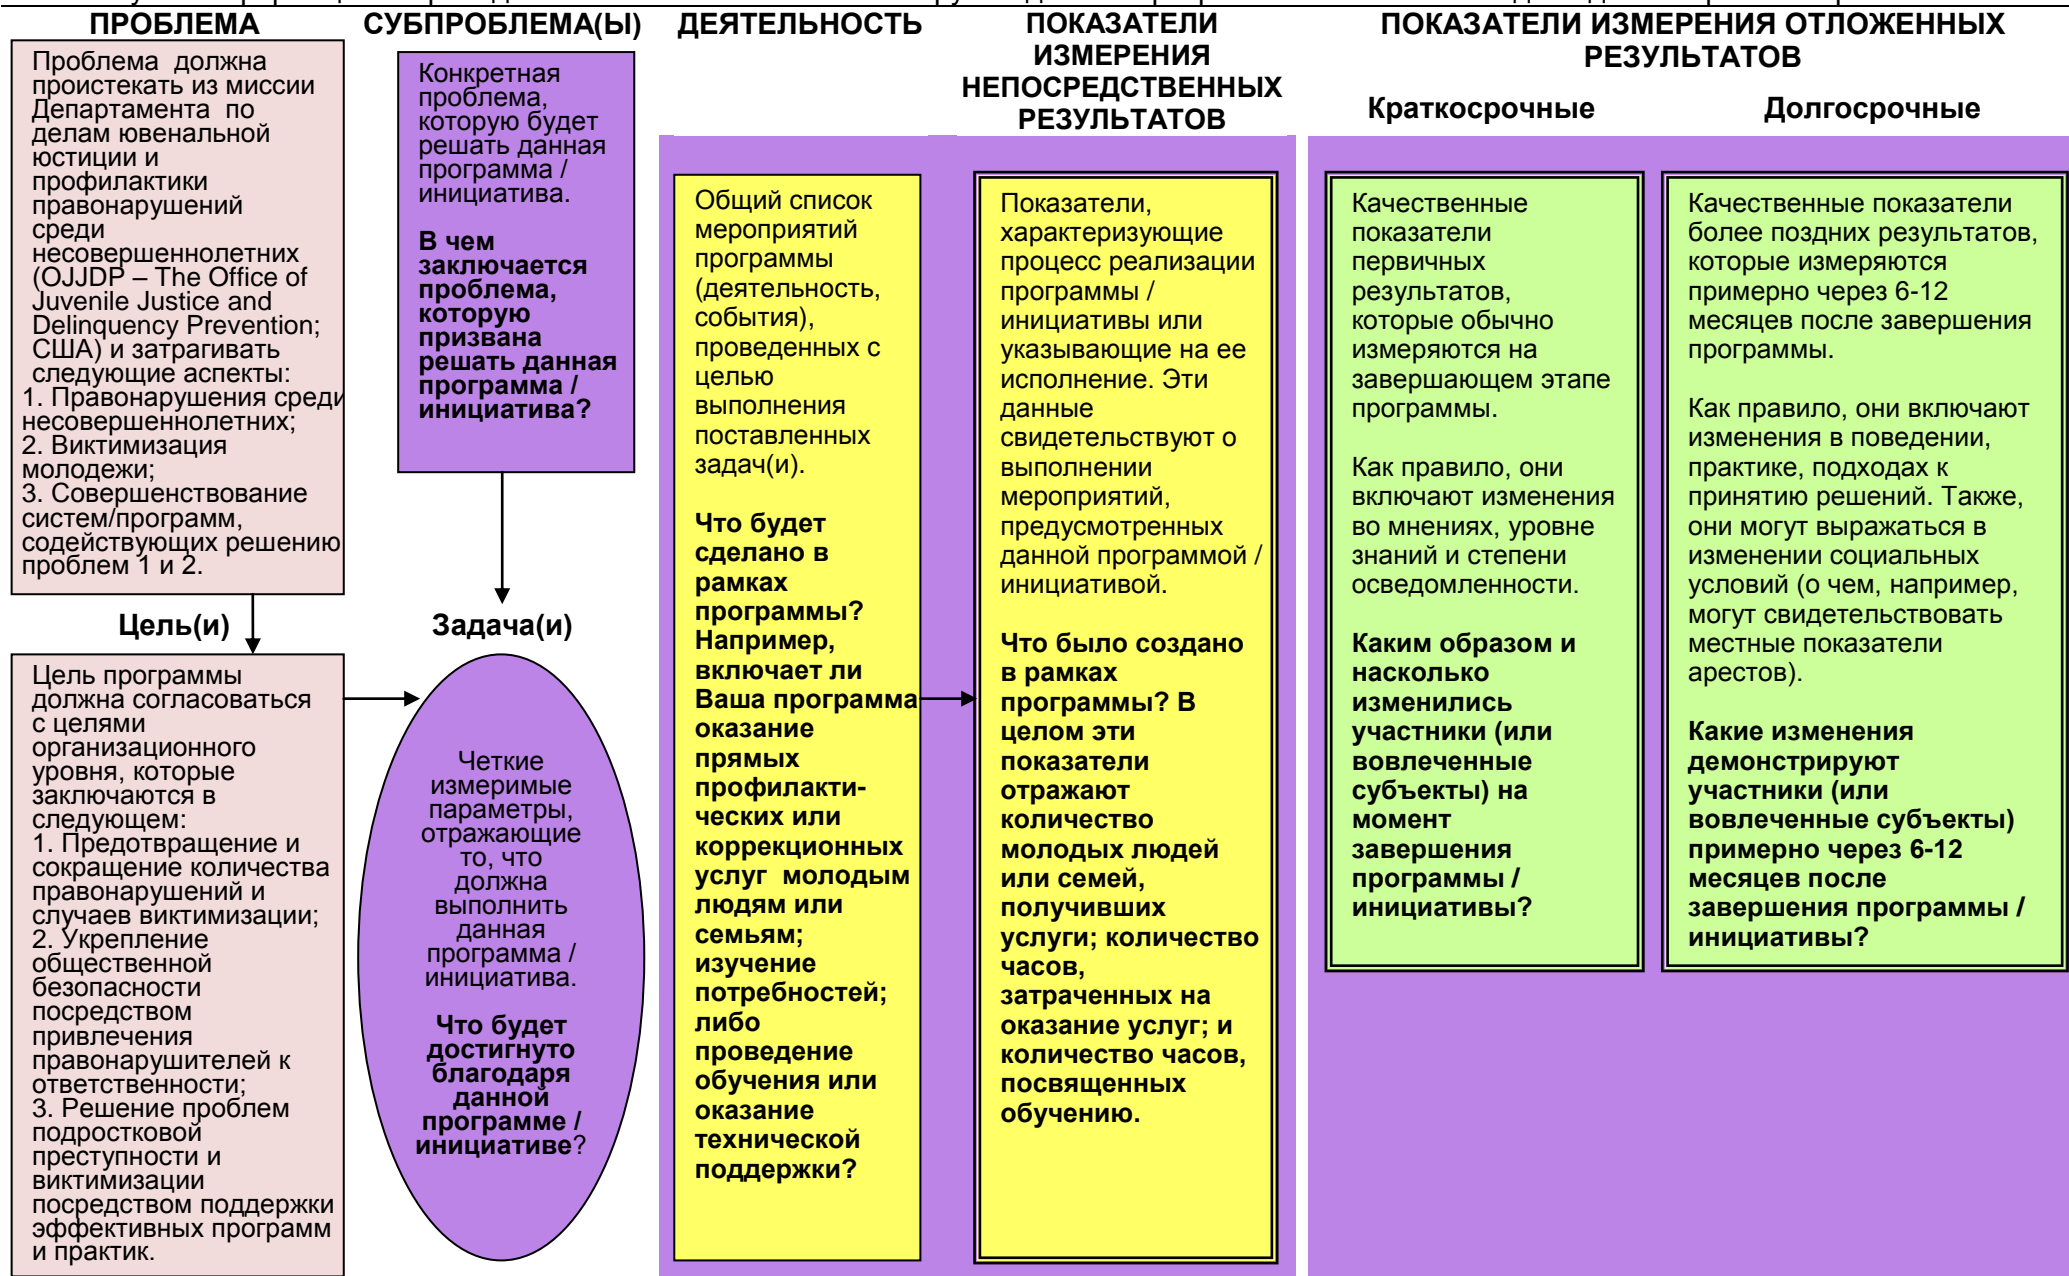 ПРОБЛЕМА
Проблема должна
проистекать из миссии
Департамента по
делам ювенальной
юстиции и
профилактики
правонарушений
среди
несовершеннолетних
(OJJDP – The Office of
Juvenile Justice and
Delinquency Prevention;
США) и затрагивать
следующие аспекты:
1. Правонарушения среди
несовершеннолетних;
2. Виктимизация
молодежи;
3. Совершенствование
систем/программ,
содействующих решению
проблем 1 и 2.
Цель(и)
Цель программы
должна согласоваться
с целями
организационного
уровня, которые
заключаются в
следующем:
1. Предотвращение и
сокращение количества
правонарушений и
случаев виктимизации;
2. Укрепление
общественной
безопасности
посредством
привлечения
правонарушителей к
ответственности;
3. Решение проблем
подростковой
преступности и
виктимизации
посредством поддержки
эффективных программ
и практик.
СУБПРОБЛЕМА(Ы)
Конкретная
проблема,
которую будет
решать данная
программа /
инициатива.
В чем
заключается
проблема,
которую
призвана
решать данная
программа /
инициатива?
Задача(и)
Четкие
измеримые
параметры,
отражающие
то, что
должна
выполнить
данная
программа /
инициатива.
Что будет
достигнуто
благодаря
данной
программе /
инициативе?
ДЕЯТЕЛЬНОСТЬ
Общий список
мероприятий
программы
(деятельность,
события),
проведенных с
целью
выполнения
поставленных
задач(и).
Что будет
сделано в
рамках
программы?
Например,
включает ли
Ваша программа
оказание
прямых
профилакти-
ческих или
коррекционных
услуг молодым
людям или
семьям;
изучение
потребностей;
либо
проведение
обучения или
оказание
технической
поддержки?
ПОКАЗАТЕЛИ
ИЗМЕРЕНИЯ
НЕПОСРЕДСТВЕННЫХ
РЕЗУЛЬТАТОВ
Показатели,
характеризующие
процесс реализации
программы /
инициативы или
указывающие на ее
исполнение. Эти
данные
свидетельствуют о
выполнении
мероприятий,
предусмотренных
данной программой /
инициативой.
Что было создано
в рамках
программы? В
целом эти
показатели
отражают
количество
молодых людей
или семей,
получивших
услуги; количество
часов,
затраченных на
оказание услуг; и
количество часов,
посвященных
обучению.
ПОКАЗАТЕЛИ ИЗМЕРЕНИЯ ОТЛОЖЕННЫХ
РЕЗУЛЬТАТОВ
Краткосрочные
Качественные
показатели
первичных
результатов,
которые обычно
измеряются на
завершающем этапе
программы.
Как правило, они
включают изменения
во мнениях, уровне
знаний и степени
осведомленности.
Каким образом и
насколько
изменились
участники (или
вовлеченные
субъекты) на
момент
завершения
программы /
инициативы?
Долгосрочные
Качественные показатели
более поздних результатов,
которые измеряются
примерно через 6-12
месяцев после завершения
программы.
Как правило, они включают
изменения в поведении,
практике, подходах к
принятию решений. Также,
они могут выражаться в
изменении социальных
условий (о чем, например,
могут свидетельствовать
местные показатели
арестов).
Какие изменения
демонстрируют
участники (или
вовлеченные субъекты)
примерно через 6-12
месяцев после
завершения программы /
инициативы?